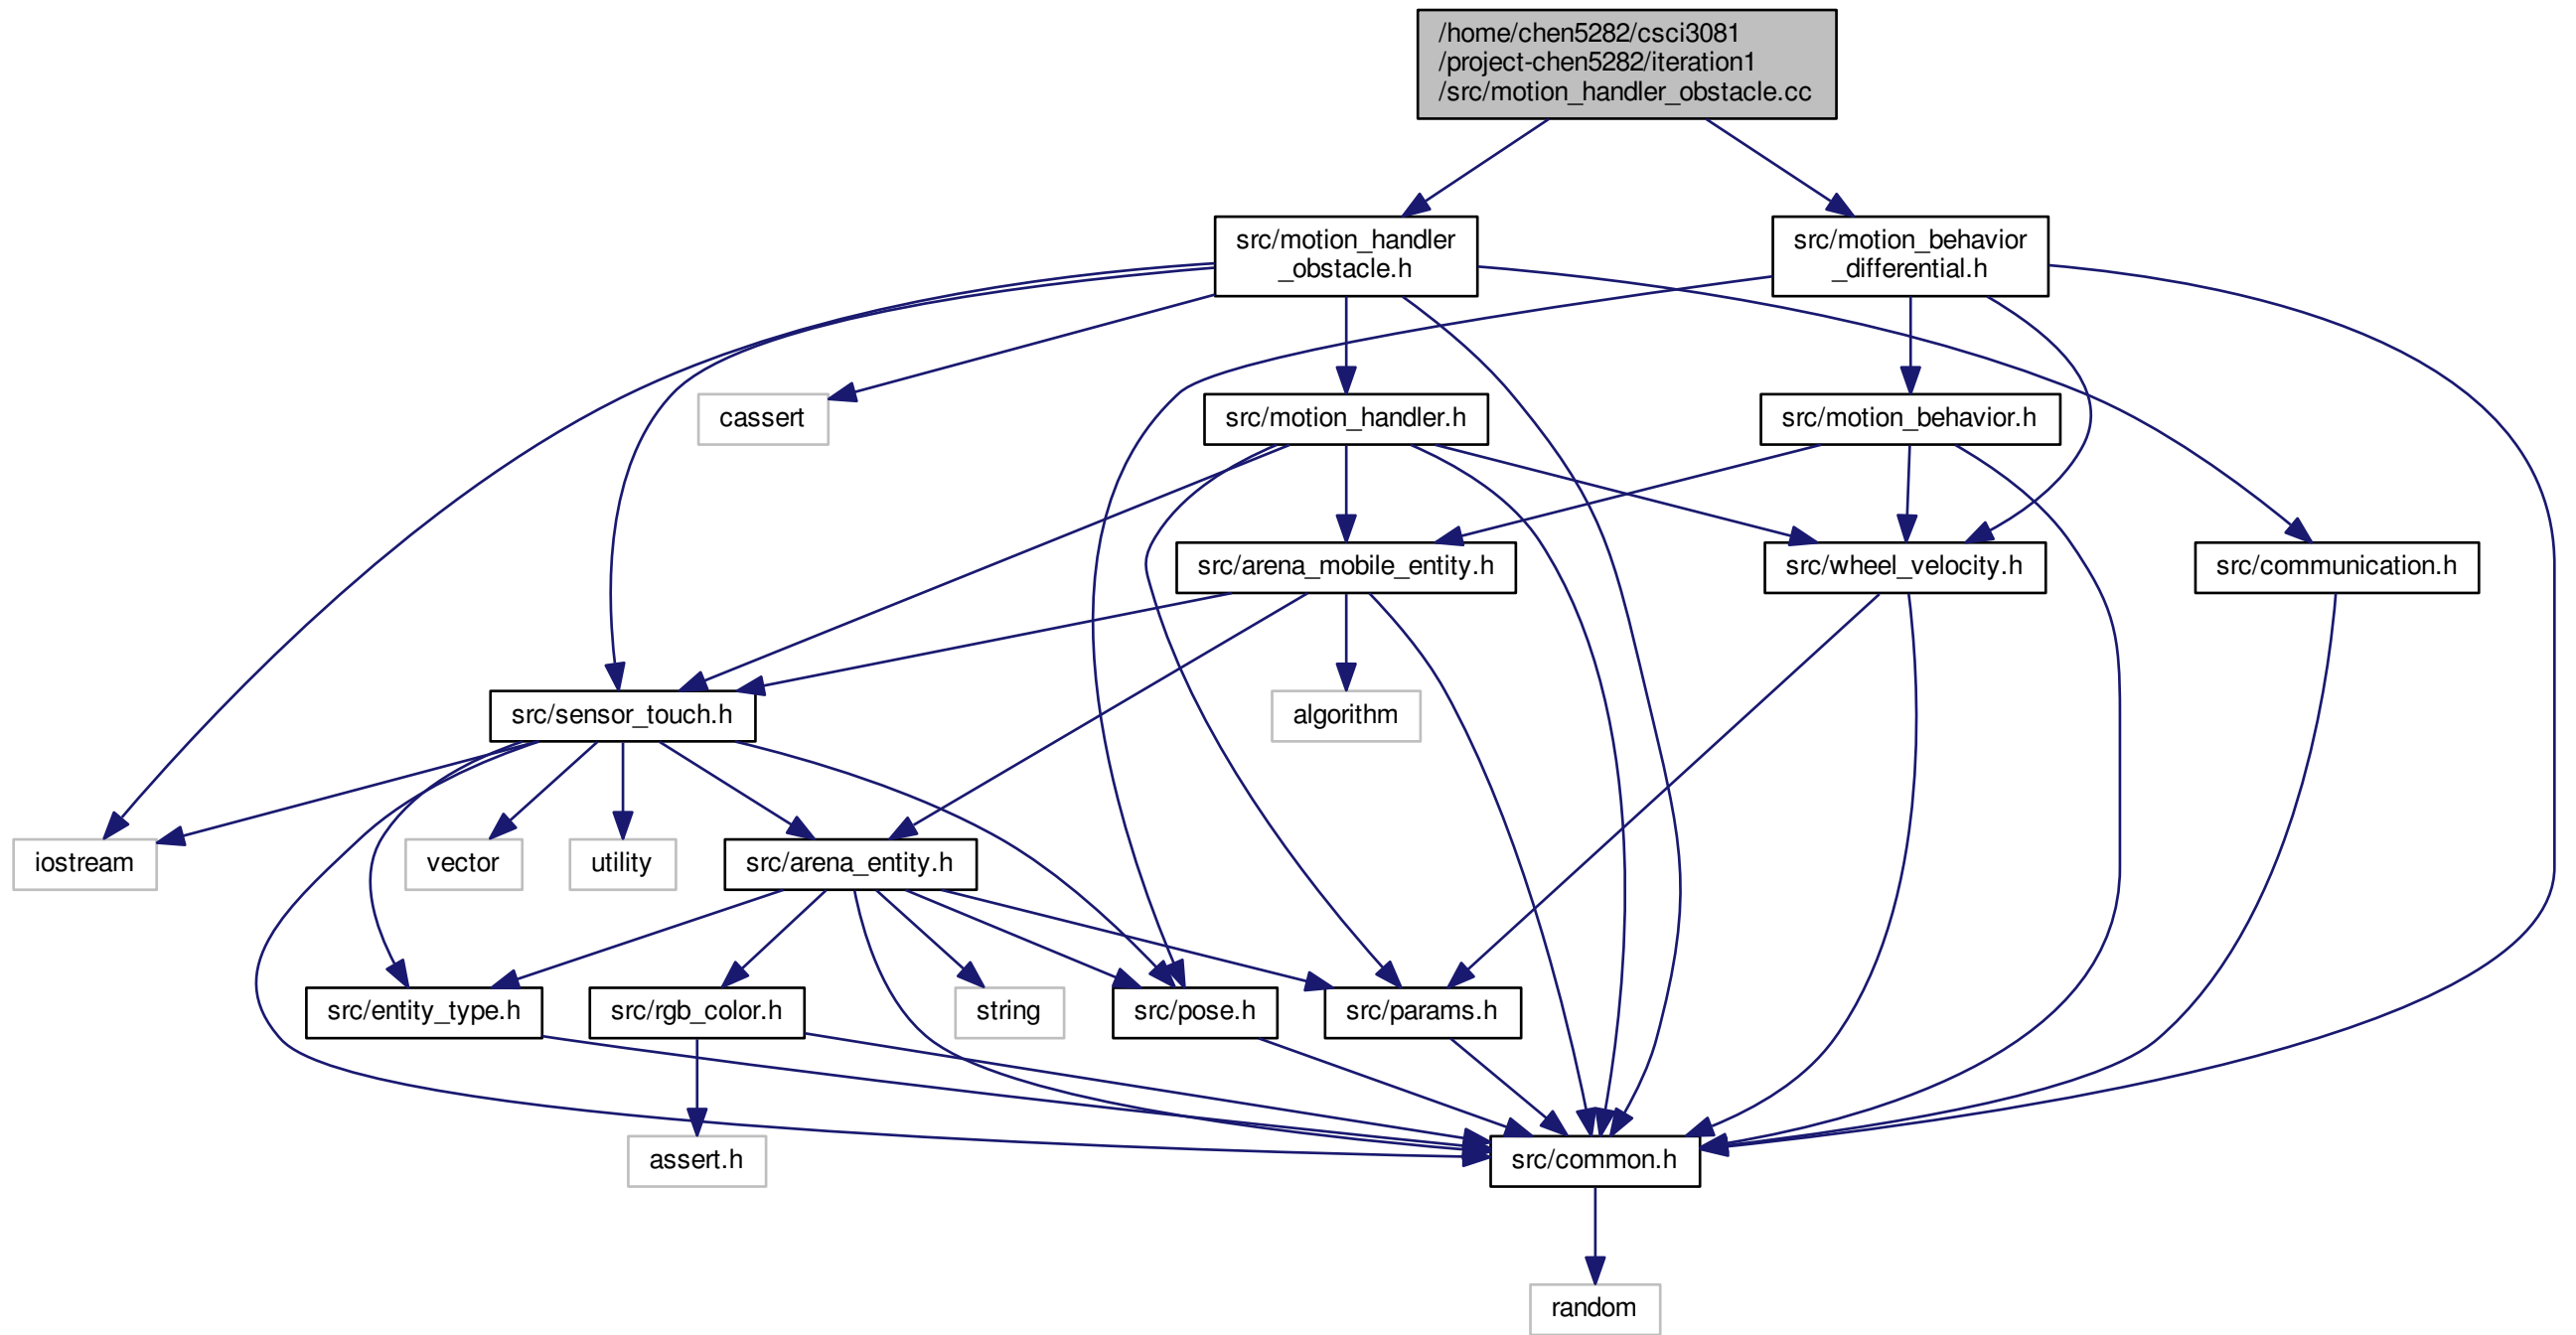 /home/chen5282/csci3081
/project-chen5282/iteration1
/src/motion_handler_obstacle.cc
src/motion_handler
_obstacle.h
src/motion_behavior
_differential.h
cassert
src/motion_handler.h
src/motion_behavior.h
src/arena_mobile_entity.h
src/wheel_velocity.h
src/communication.h
src/sensor_touch.h
algorithm
iostream
vector
utility
src/arena_entity.h
src/entity_type.h
src/rgb_color.h
string
src/pose.h
src/params.h
assert.h
src/common.h
random